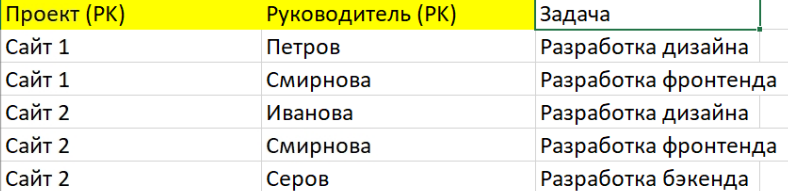 Проект (PK) Руководитель (PK) Задача
Сайт 1 Петров Разработка дизайна
Сайт 1 Смирнова Разработка фронтенда
Сайт 2 Иванова Разработка дизайна
Сайт 2 Смирнова Разработка фронтенда
Сайт 2 Серов Разработка бэкенда